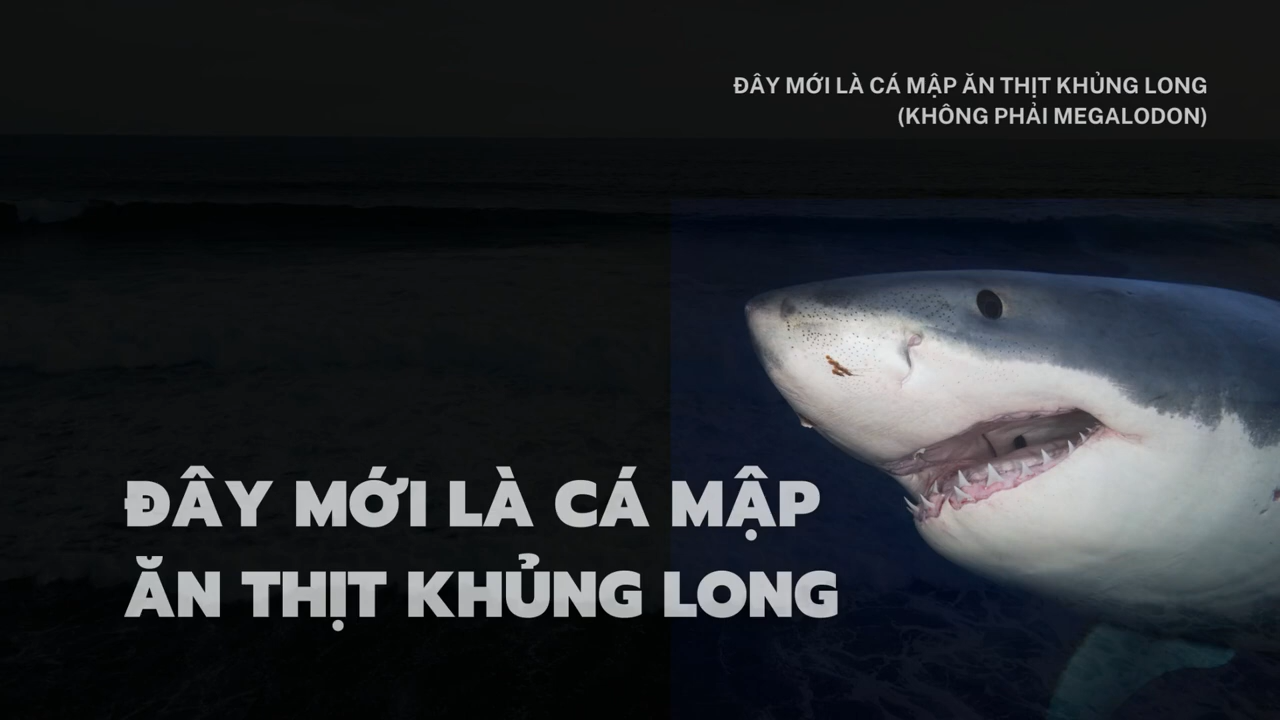 ĐÂY MỚI LÀ CÁ MẬP ĂN THỊT KHỦNG LONG
(KHÔNG PHẢI MEGALODON)
ĐÂY MỚI LÀ CÁ MẬP
ĂN THỊT KHỦNG LONG